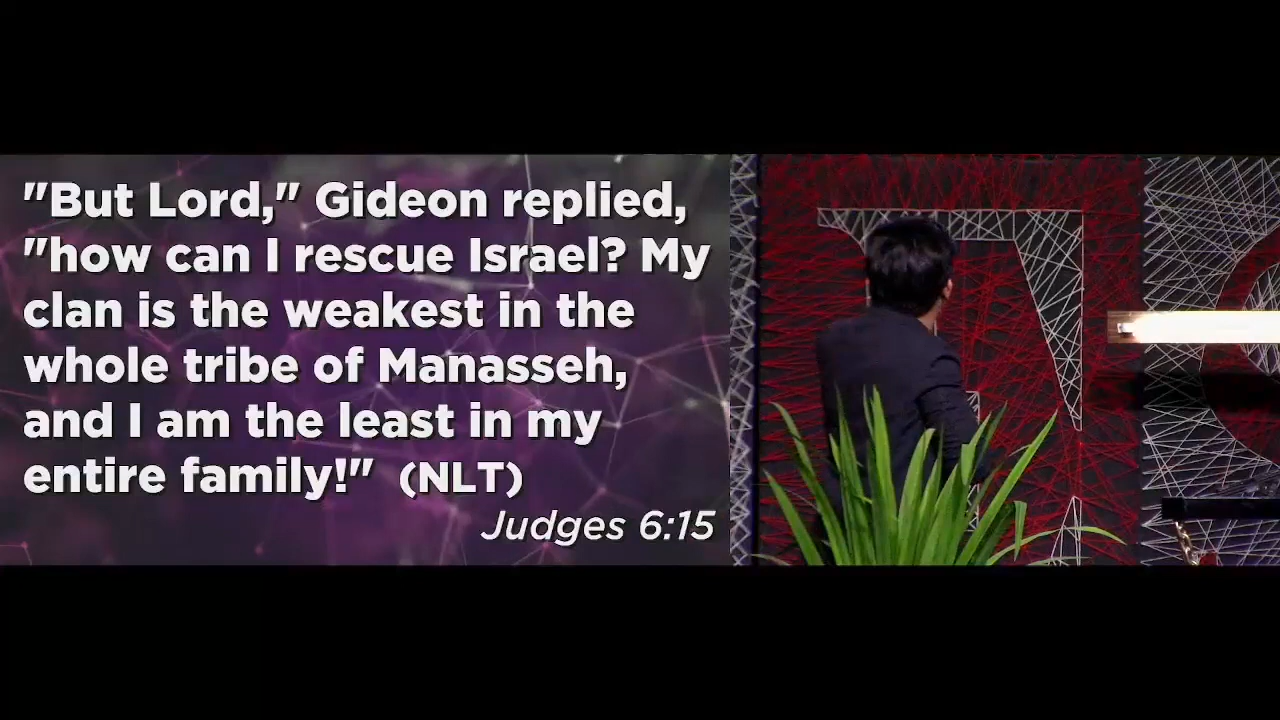 "But Lord," Gideon replied,
"how can I rescue Israel? My
clan is the weakest in the
whole tribe of Manasseh,
and I am the least in my
entire family!" (NLT)
Judges 6:15